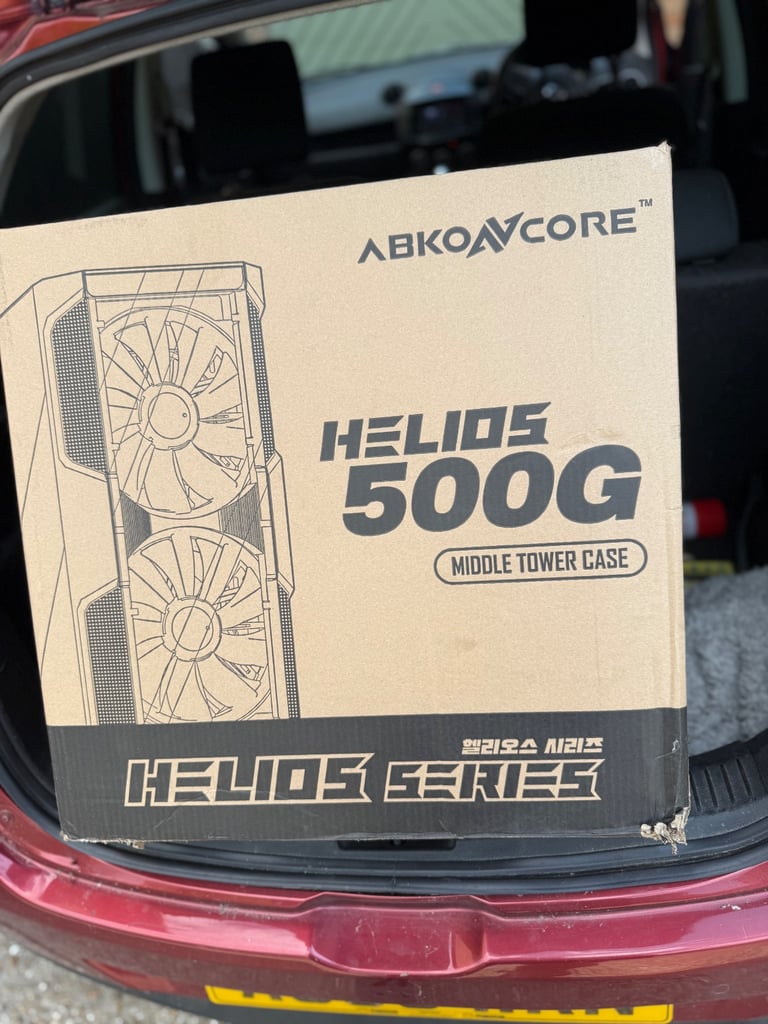 ABKONCORE™
HELIOS
500G
MIDDLE TOWER CASE
헬리오스 시리즈
HELIOS SERIES